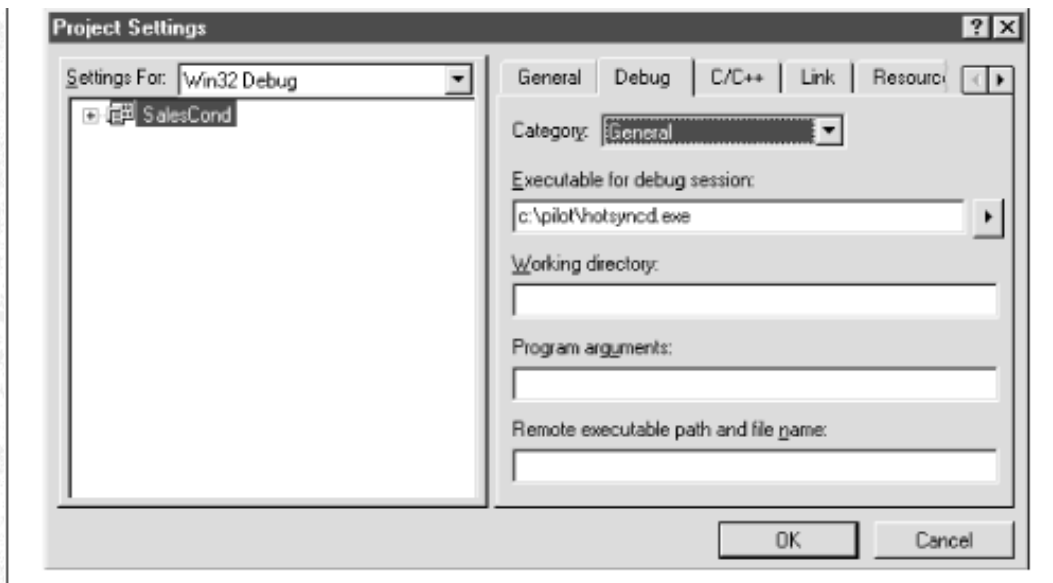 Project Settings
Settings For: Win32 Debug
SalesCond
General Debug C/C++ Link
Category: General
Executable for debug session:
c:\pilot\hotsyncd.exe
Working directory:
Program arguments:
Remote executable path and file name:
OK Cancel